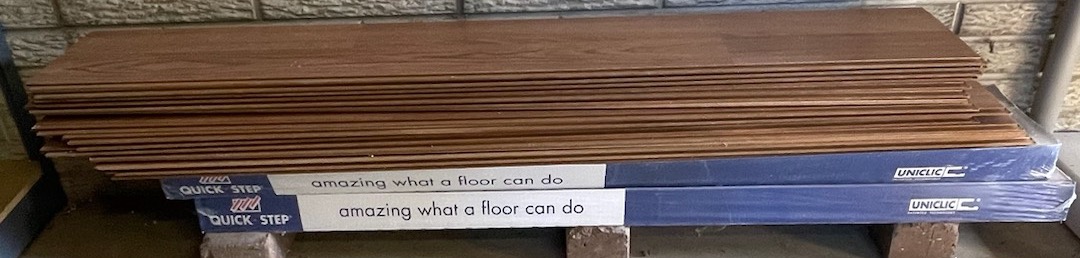 QUICK·STEP
amazing what a floor can do
UNICLIC
QUICK·STEP
amazing what a floor can do
UNICLIC